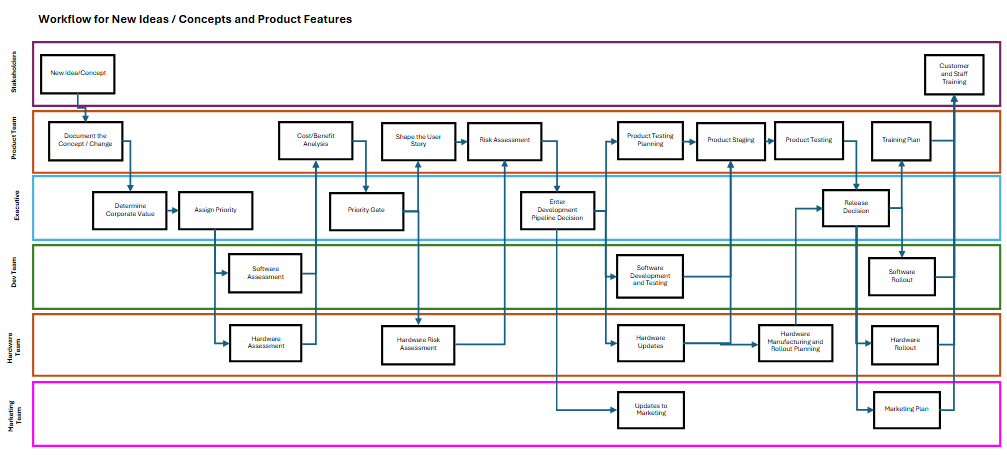 Workflow for New Ideas / Concepts and Product Features
Stakeholders
New Idea/Concept
Customer
and Staff
Training
Product Team
Document the
Concept / Change
Cost/Benefit
Analysis
Shape the User
Story
Risk Assessment
Product Testing
Planning
Product Staging
Product Testing
Training Plan
Executive
Determine
Corporate Value
Assign Priority
Priority Gate
Enter
Development
Pipeline Decision
Release
Decision
Dev Team
Software
Assessment
Software
Development
and Testing
Software
Rollout
Hardware
Team
Hardware
Assessment
Hardware Risk
Assessment
Hardware
Updates
Hardware
Manufacturing and
Rollout Planning
Hardware
Rollout
Marketing
Team
Updates to
Marketing
Marketing Plan